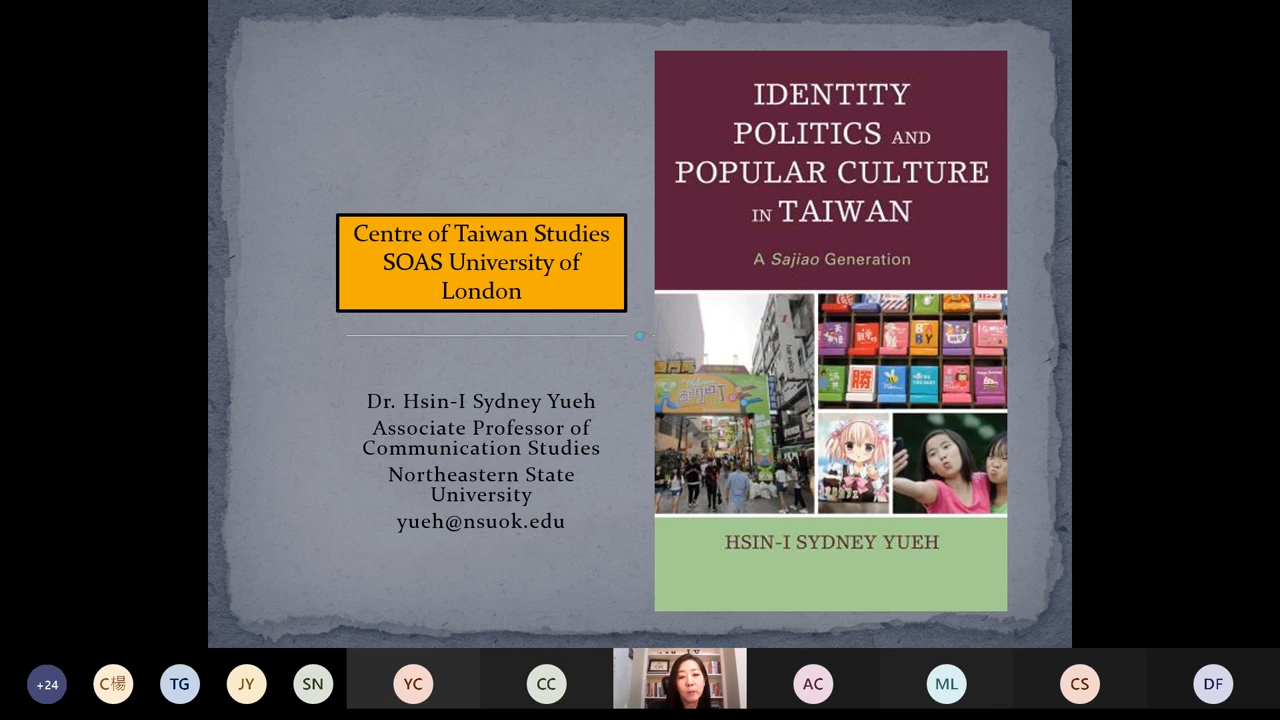 Centre of Taiwan Studies
SOAS University of
London
Dr. Hsin-I Sydney Yueh
Associate Professor of
Communication Studies
Northeastern State
University
yueh@nsuok.edu
IDENTITY
POLITICS AND
POPULAR CULTURE
IN TAIWAN
A Sajiao Generation
BABY
勝
HSIN-I SYDNEY YUEH
+24
C楊
TG
JY
SN
YC
CC
AC
ML
CS
DF